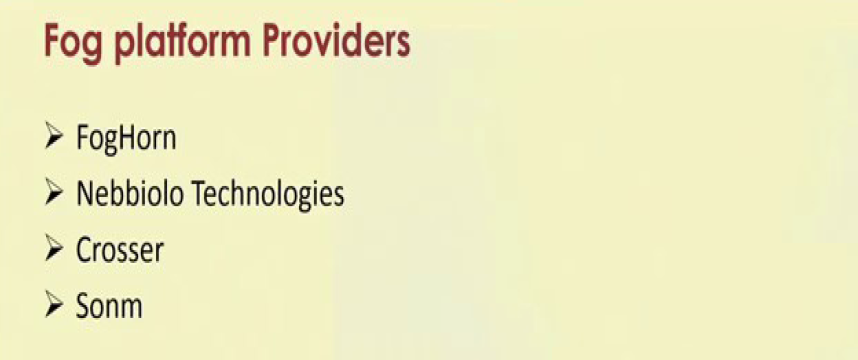 Fog platform Providers
➢ FogHorn
➢ Nebbiolo Technologies
➢ Crosser
➢ Sonm